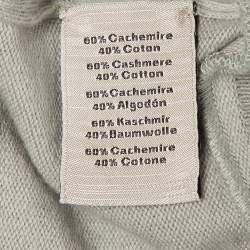 60% Cachemire
40% Coton
60% Cashmere
40% Cotton
60% Cachemira
40% Algodón
60% Kaschmir
40% Baumwolle
60% Cachemire
40% Cotone